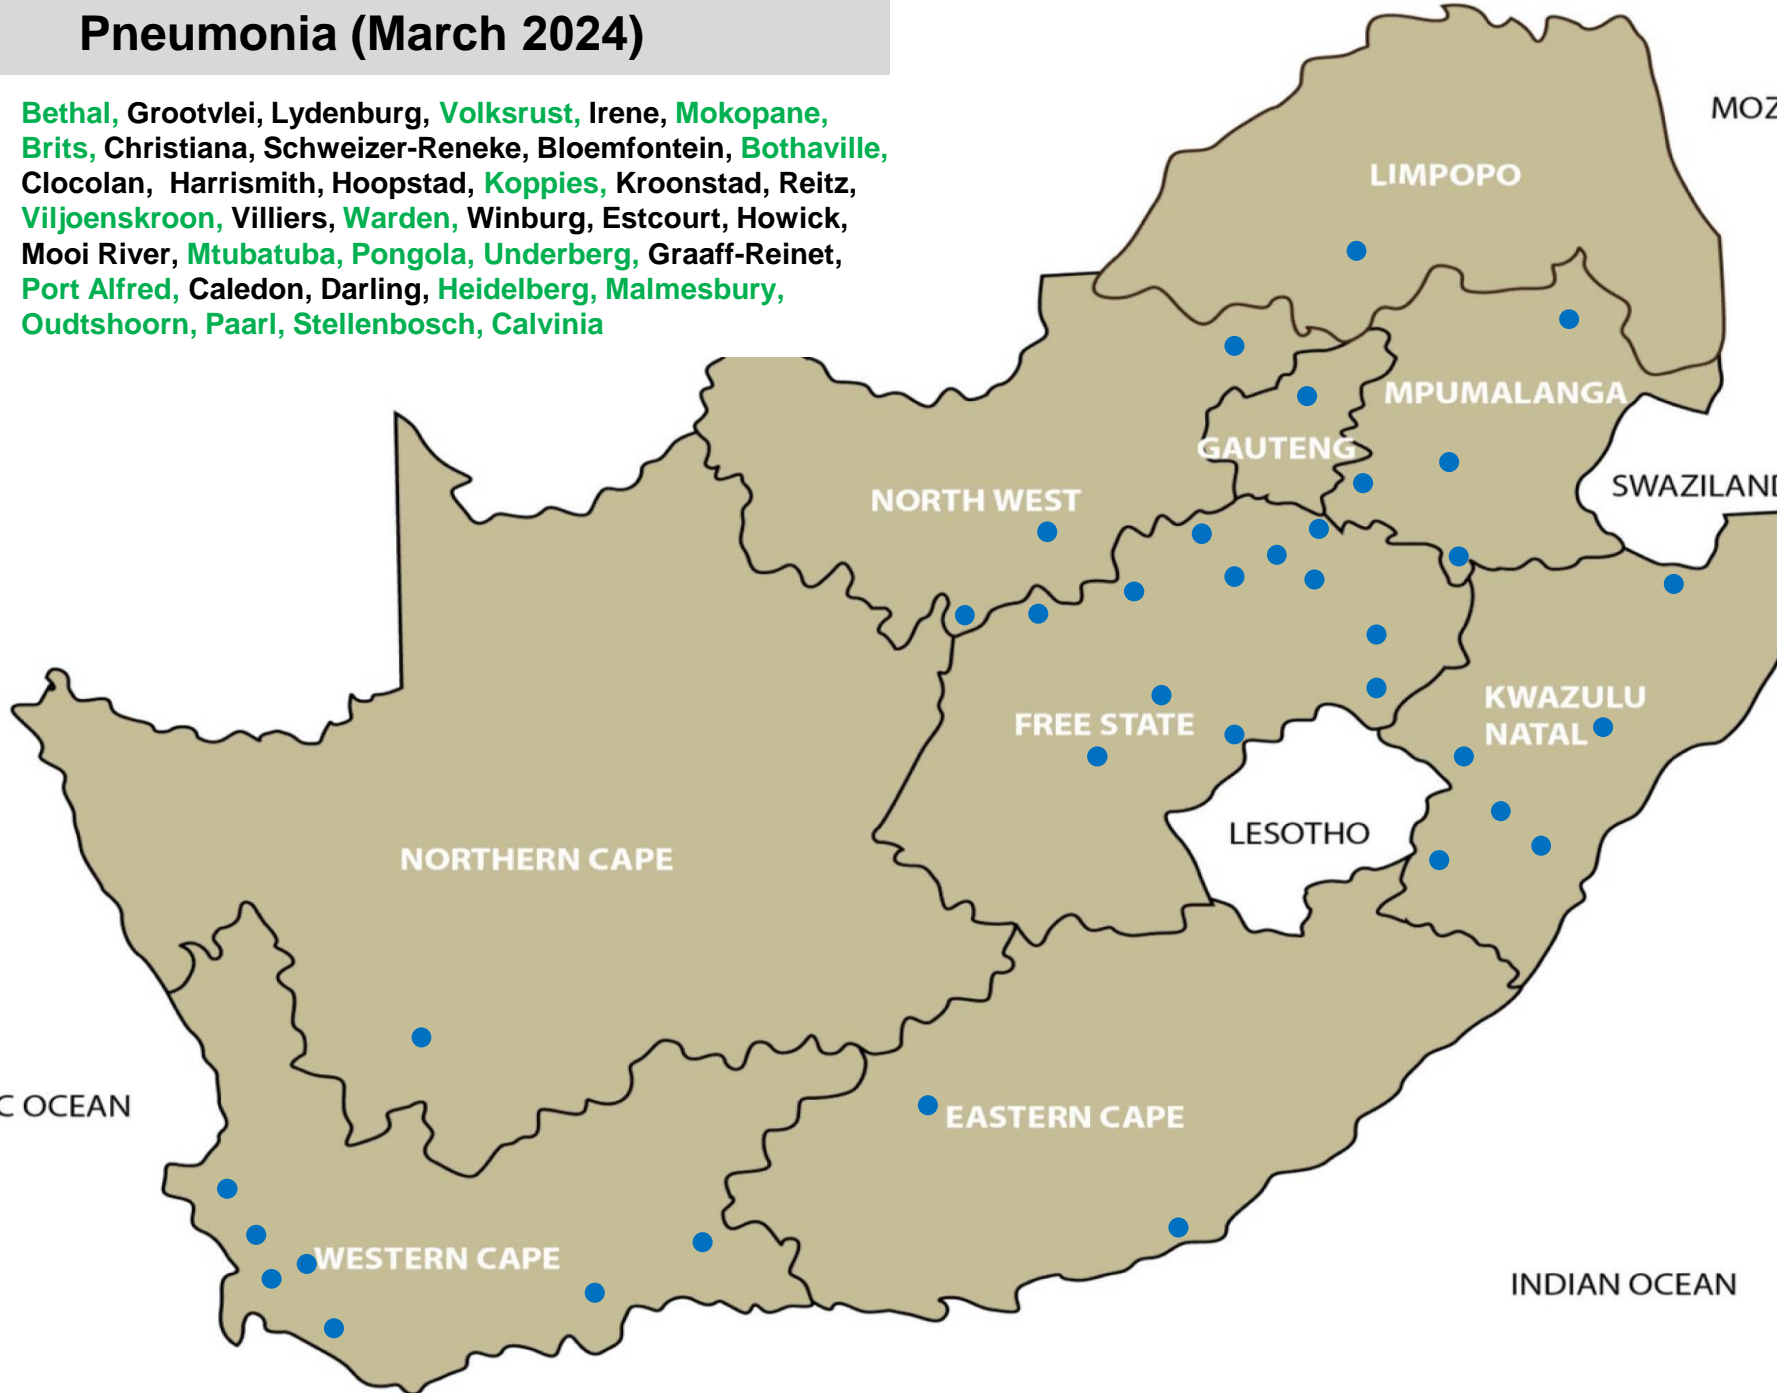 Pneumonia (March 2024)
Bethal, Grootvlei, Lydenburg, Volksrust, Irene, Mokopane,
Brits, Christiana, Schweizer-Reneke, Bloemfontein, Bothaville,
Clocolan, Harrismith, Hoopstad, Koppies, Kroonstad, Reitz,
Viljoenskroon, Villiers, Warden, Winburg, Estcourt, Howick,
Mooi River, Mtubatuba, Pongola, Underberg, Graaff-Reinet,
Port Alfred, Caledon, Darling, Heidelberg, Malmesbury,
Oudtshoorn, Paarl, Stellenbosch, Calvinia
MOZ
LIMPOPO
MPUMALANGA
GAUTENG
SWAZILAND
NORTH WEST
KWAZULU
NATAL
FREE STATE
LESOTHO
NORTHERN CAPE
C OCEAN
EASTERN CAPE
WESTERN CAPE
INDIAN OCEAN